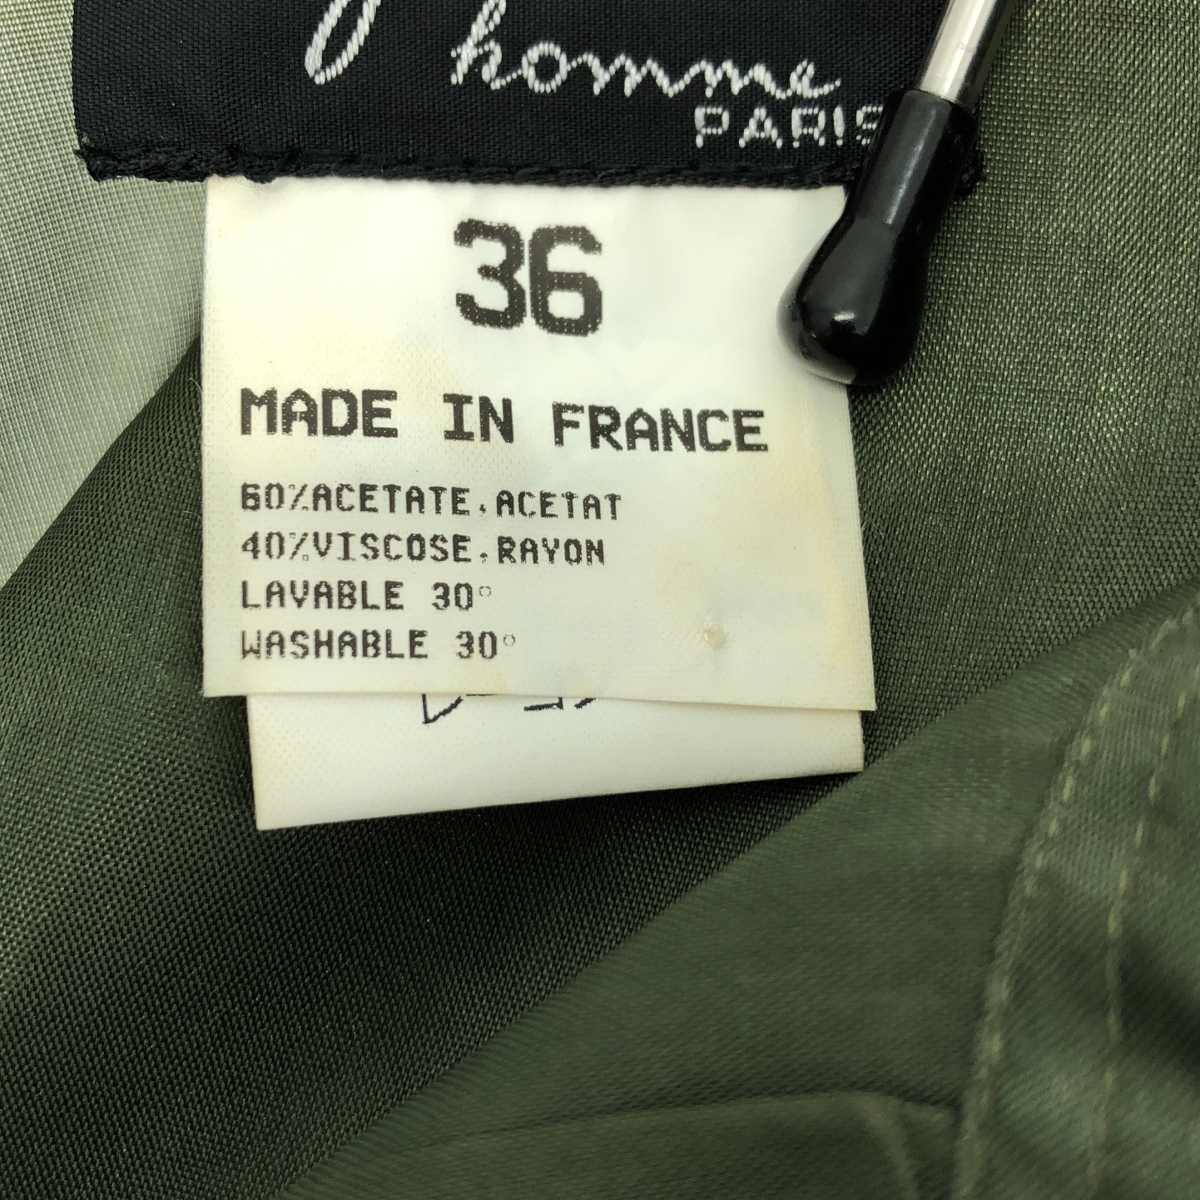 homme
PARIS
36
MADE IN FRANCE
60%ACETATE.ACETAT
40%VISCOSE.RAYON
LAVABLE 30°
WASHABLE 30°